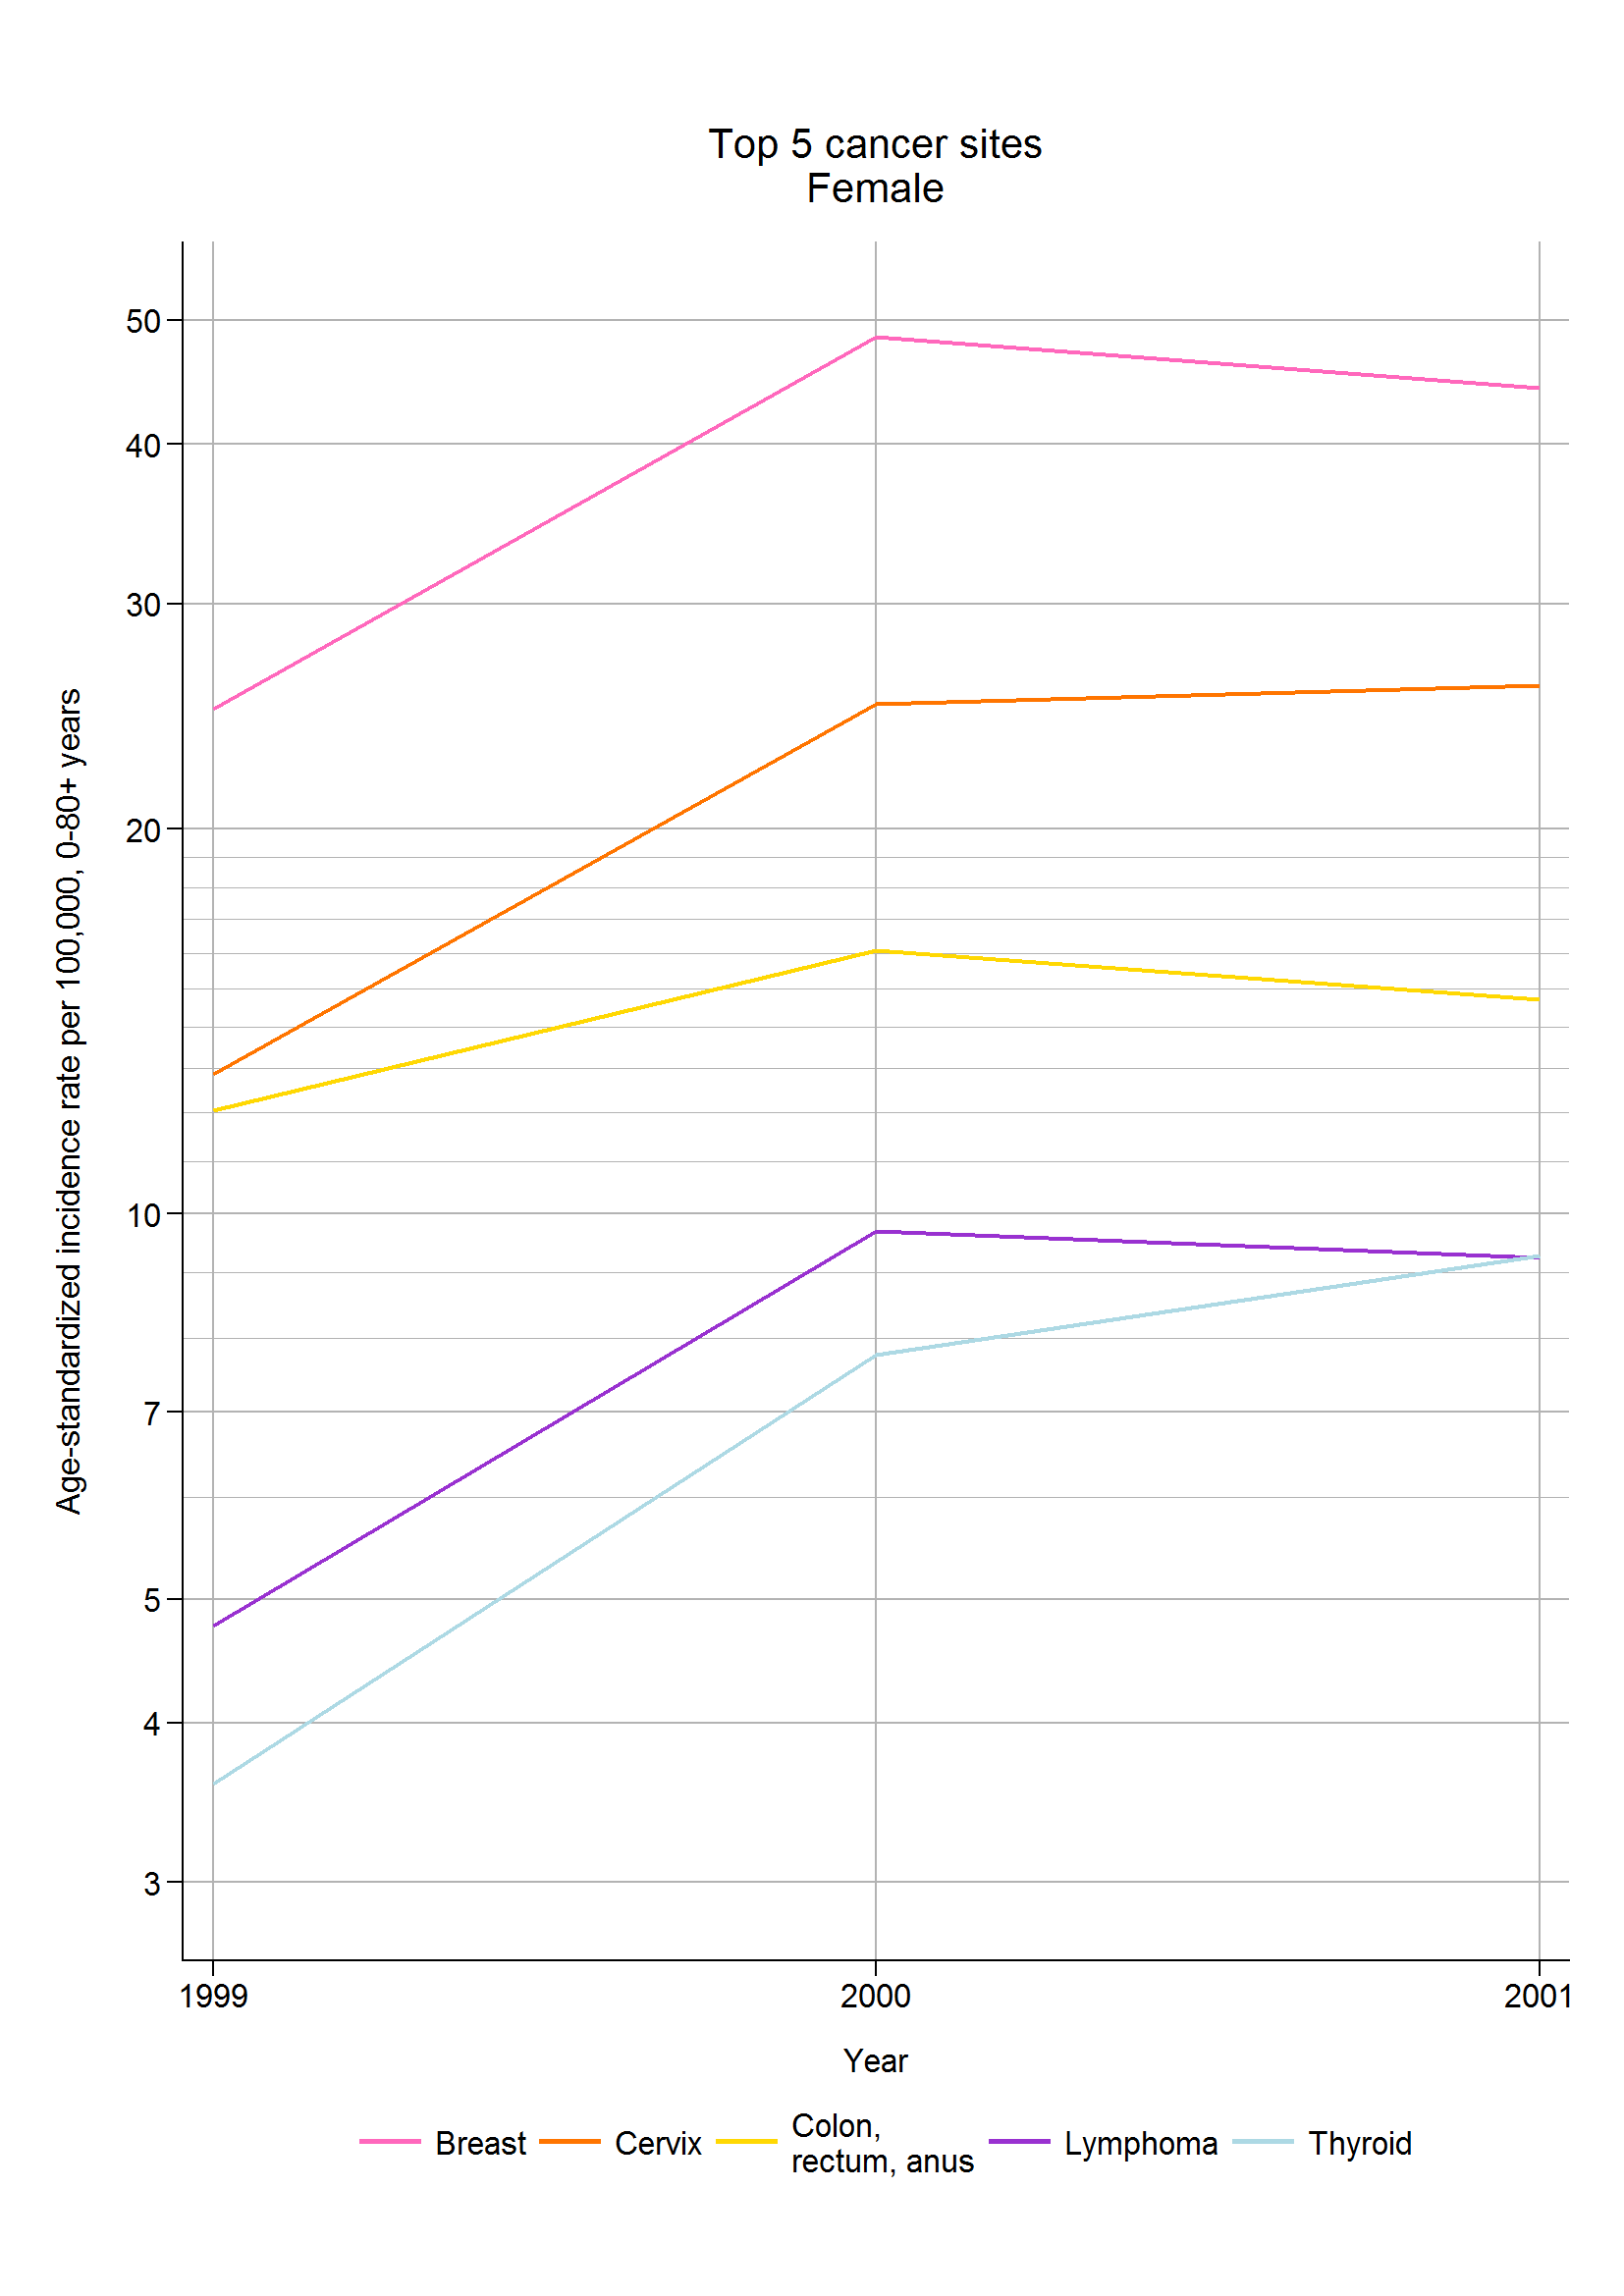 Top 5 cancer sites
Female
Age-standardized incidence rate per 100,000, 0-80+ years
50
40
30
20
10
7
5
4
3
1999 2000 2001
Year
Breast Cervix Colon, rectum, anus Lymphoma Thyroid